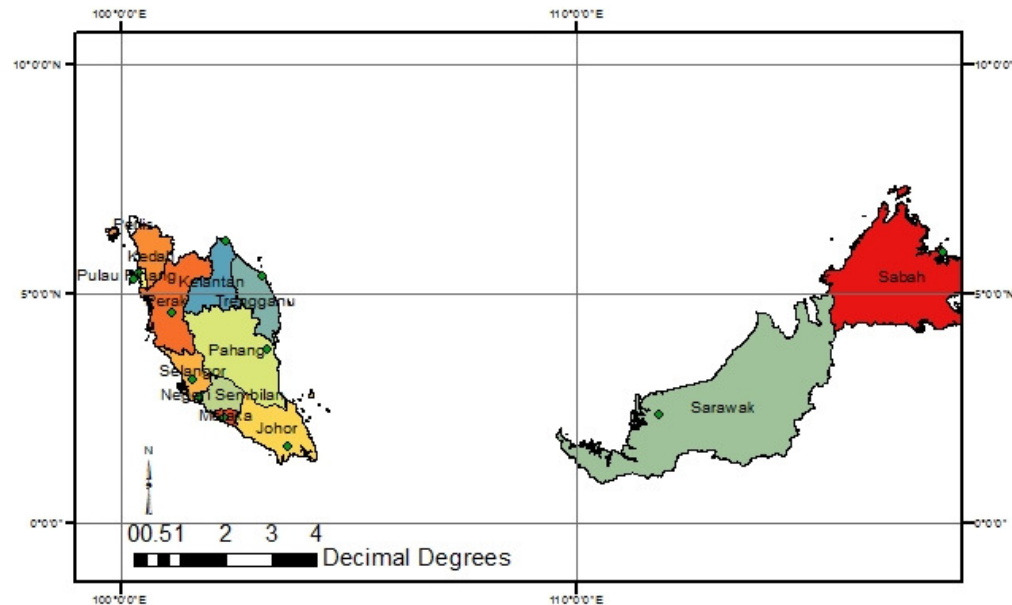 100°0'0"E 110°0'0"E
10°0'0"N 10°0'0"N
Perlis
Kedah
Pulau Pinang
Kelantan
Sabah
5°0'0"N 5°0'0"N
Perak Trengganu
Pahang
Selangor
Negeri Sembilan
Sarawak
Melaka
Johor
N
0°0'0" 0°0'0"
00.51 2 3 4
Decimal Degrees
100°0'0"E 110°0'0"E